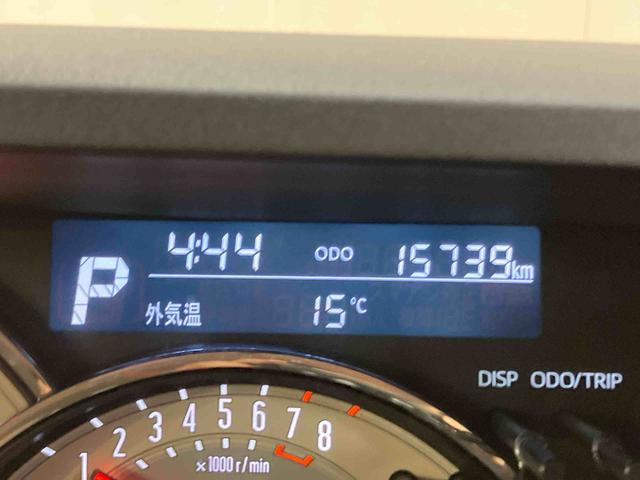 P 4:44 ODO 15739km
外気温 15℃
DISP ODO/TRIP
1 2 3 4 5 6 7 8
×1000 r/min